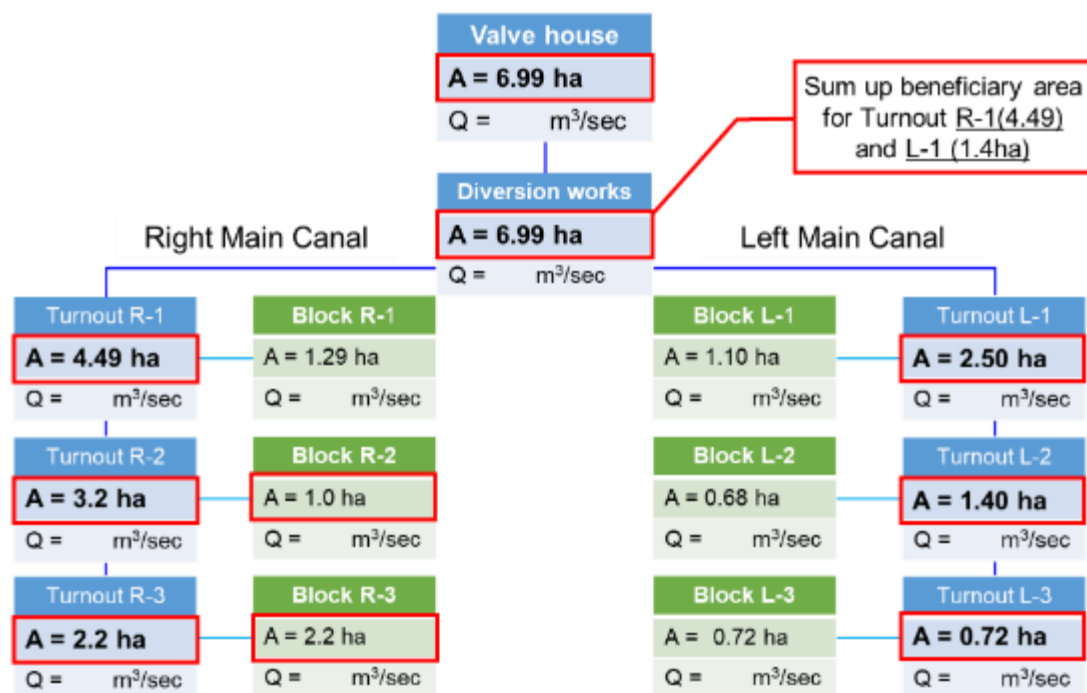 Valve house
A = 6.99 ha
Q = m³/sec
Sum up beneficiary area
for Turnout R-1(4.49)
and L-1 (1.4ha)
Diversion works
A = 6.99 ha
Q = m³/sec
Right Main Canal
Left Main Canal
Turnout R-1
A = 4.49 ha
Q = m³/sec
Block R-1
A = 1.29 ha
Q = m³/sec
Block L-1
A = 1.10 ha
Q = m³/sec
Turnout L-1
A = 2.50 ha
Q = m³/sec
Turnout R-2
A = 3.2 ha
Q = m³/sec
Block R-2
A = 1.0 ha
Q = m³/sec
Block L-2
A = 0.68 ha
Q = m³/sec
Turnout L-2
A = 1.40 ha
Q = m³/sec
Turnout R-3
A = 2.2 ha
Q = m³/sec
Block R-3
A = 2.2 ha
Q = m³/sec
Block L-3
A = 0.72 ha
Q = m³/sec
Turnout L-3
A = 0.72 ha
Q = m³/sec